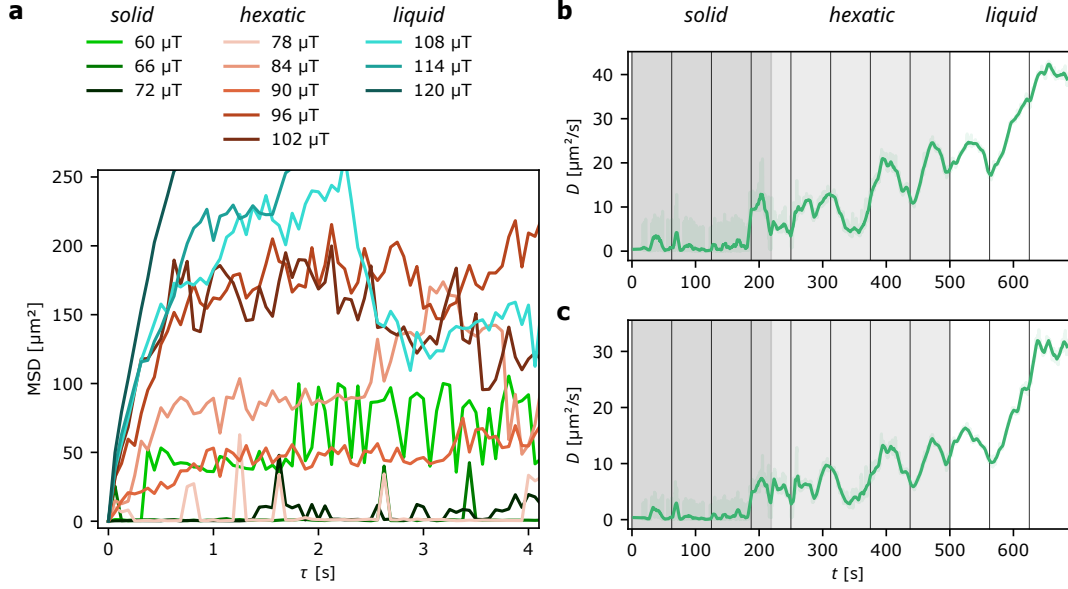 a
solid hexatic liquid
60 µT 78 µT 108 µT
66 µT 84 µT 114 µT
72 µT 90 µT 120 µT
96 µT
102 µT
MSD [µm²]
250
200
150
100
50
0
0 1 2 3 4
τ [s]
b
solid hexatic liquid
D [µm²/s]
40
30
20
10
0
0 100 200 300 400 500 600
c
D [µm²/s]
30
20
10
0
0 100 200 300 400 500 600
t [s]